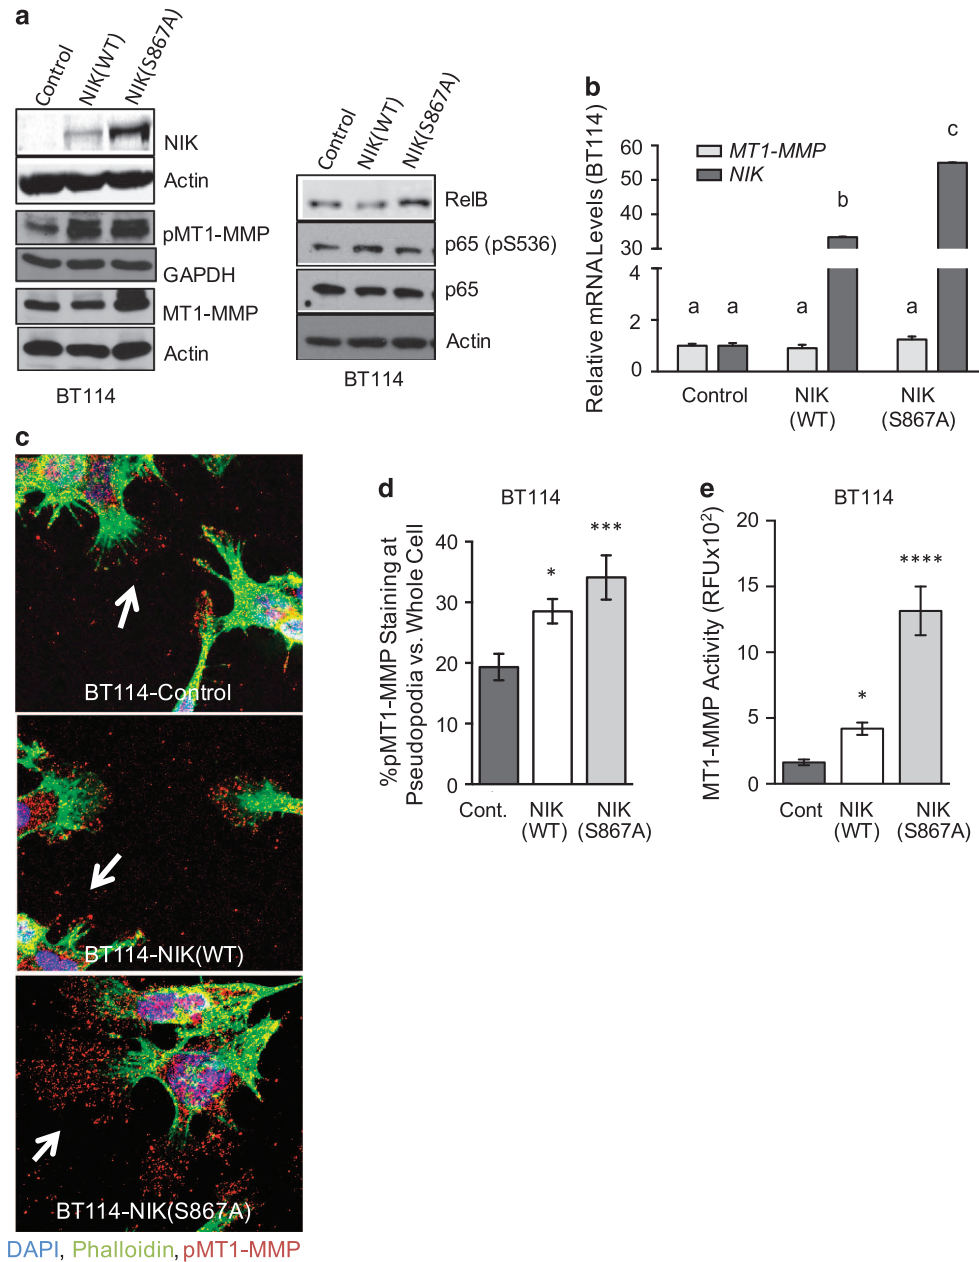 a
Control
NIK(WT)
NIK(S867A)
NIK
Actin
pMT1-MMP
GAPDH
MT1-MMP
Actin
BT114
Control
NIK(WT)
NIK(S867A)
RelB
p65 (pS536)
p65
Actin
BT114
b
Relative mRNALevels (BT114)
MT1-MMP
NIK
60
50
40
30
4
2
0
a
a
a
b
a
c
Control
NIK
(WT)
NIK
(S867A)
c
BT114-Control
BT114-NIK(WT)
BT114-NIK(S867A)
DAPI, Phalloidin, pMT1-MMP
d
BT114
%pMT1-MMP Staining at
Pseudopodia vs. Whole Cell
40
30
20
10
0
*
***
Cont.
NIK
(WT)
NIK
(S867A)
e
BT114
MT1-MMP Activity (RFUx10²)
20
15
10
5
0
*
****
Cont
NIK
(WT)
NIK
(S867A)